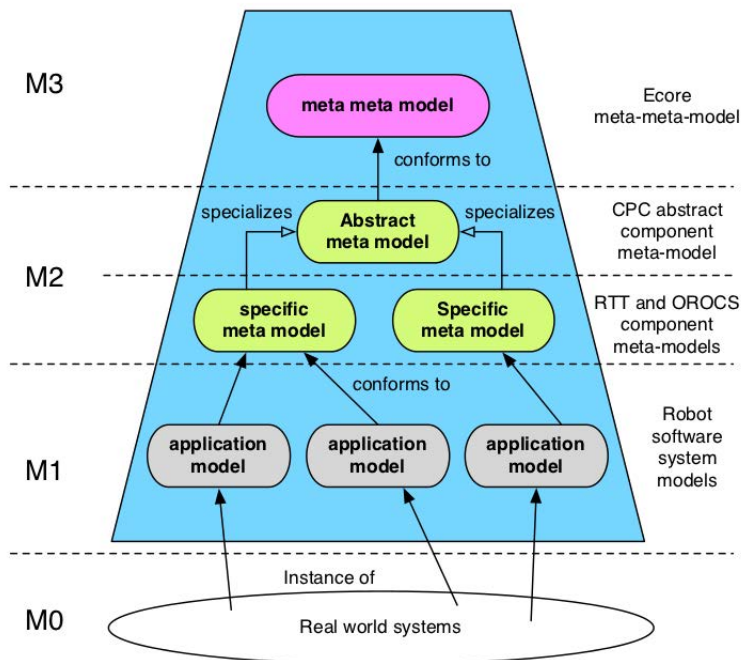 M3
meta meta model
Ecore
meta-meta-model
conforms to
specializes
Abstract
meta model
specializes
CPC abstract
component
meta-model
M2
specific
meta model
Specific
meta model
RTT and OROCS
component
meta-models
conforms to
M1
application
model
application
model
application
model
Robot
software
system
models
Instance of
M0
Real world systems